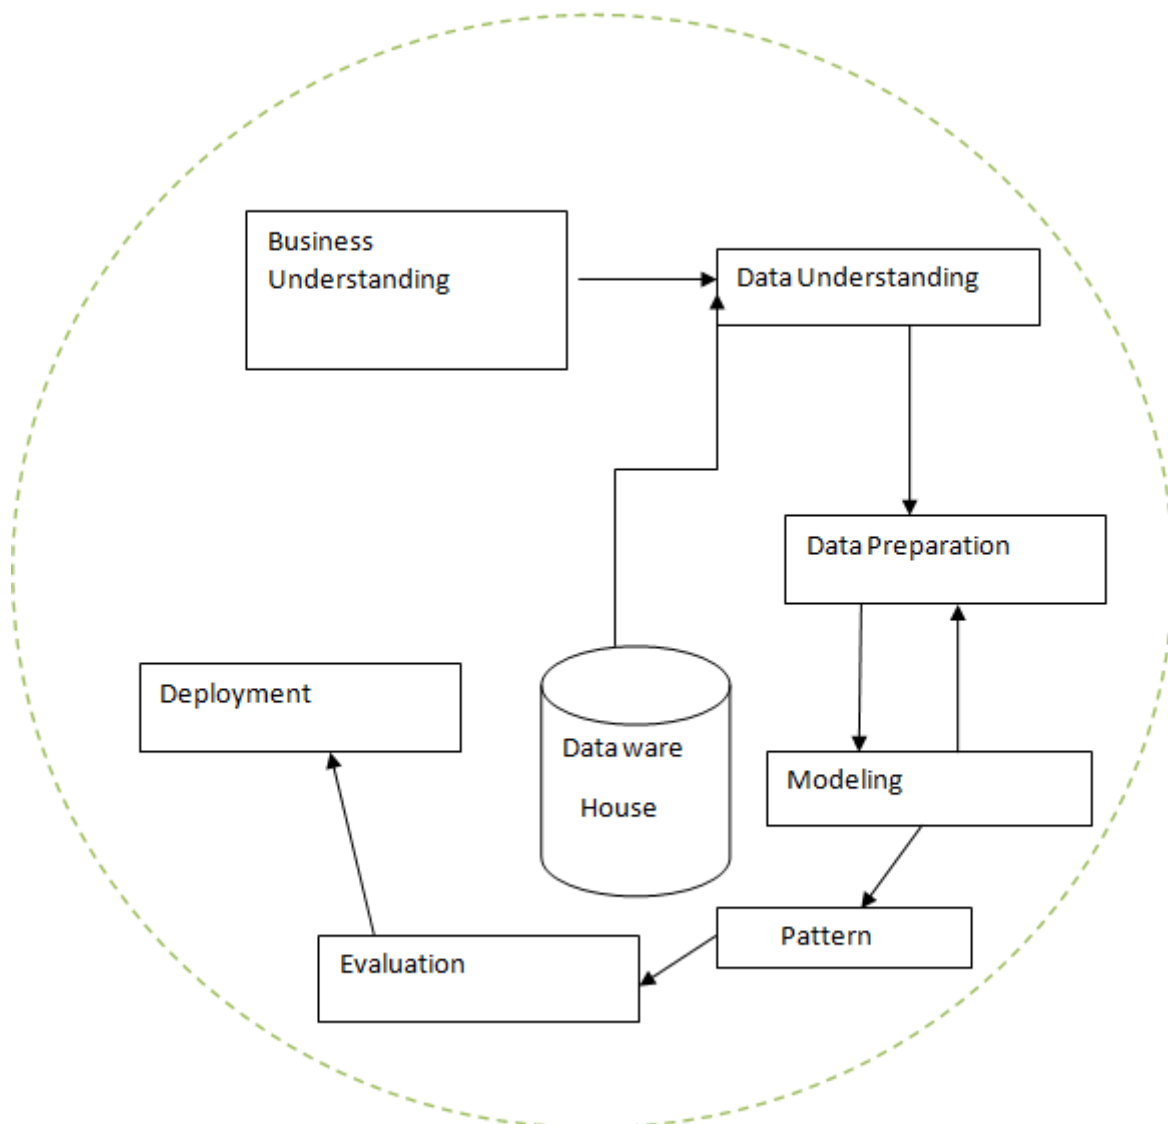 Business
Understanding
Data Understanding
Data Preparation
Deployment
Data ware
House
Modeling
Pattern
Evaluation